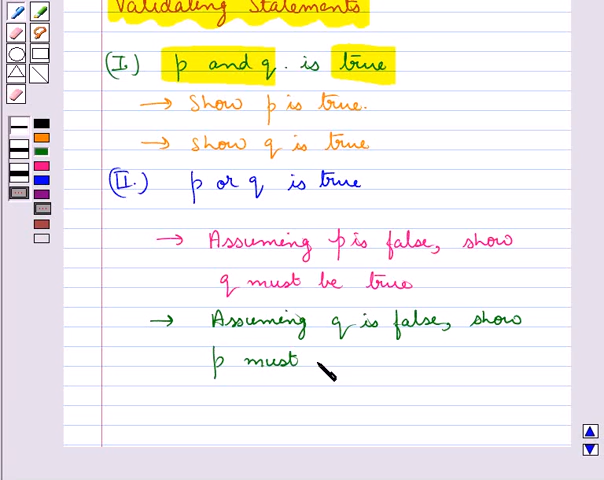 Validating Statements
(I.) p and q. is true
→ Show p is true.
→ Show q is true
(II.) p or q is true
→ Assuming p is false, show
q must be true
→ Assuming q is false, show
p must